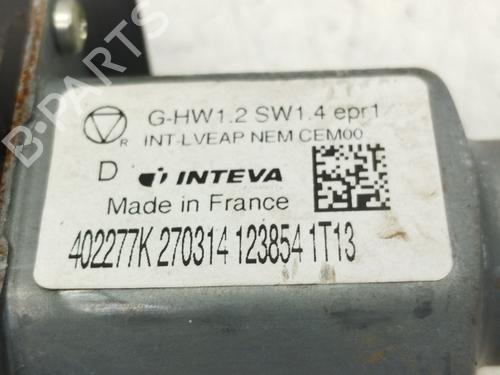 G-HW1.2 SW1.4 epr1
R
INT-LVEAP NEM CEM00
D INTEVA
Made in France
402277K 270314 123854 1T13
B-PARTS